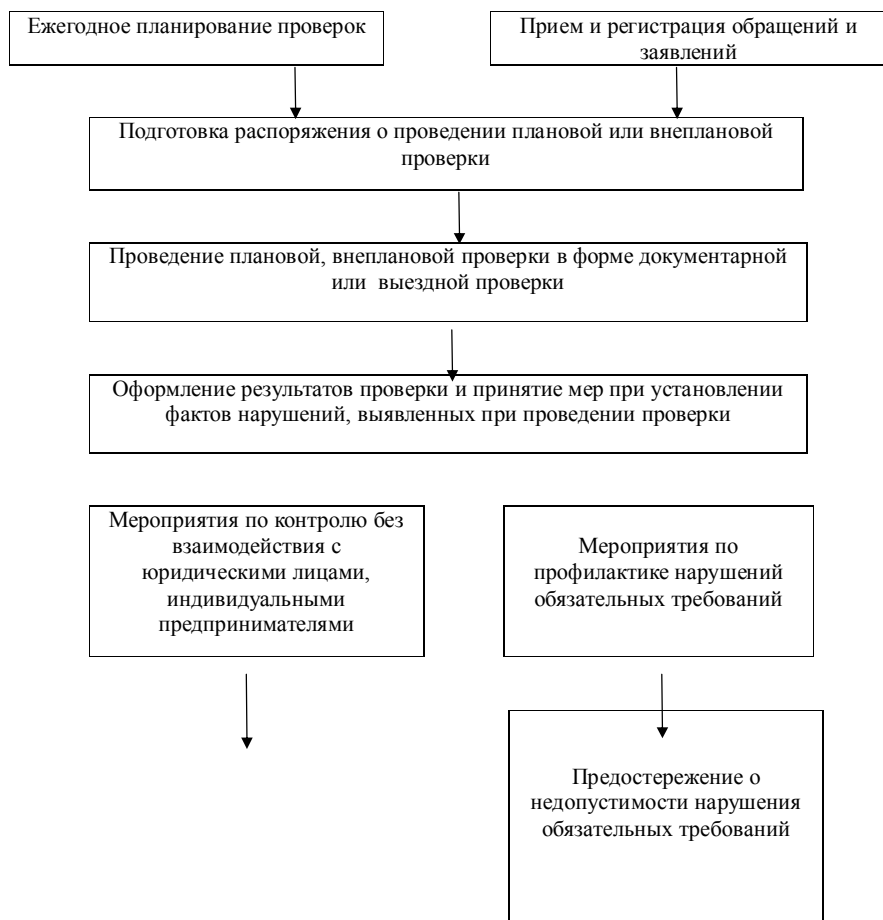 Ежегодное планирование проверок
Прием и регистрация обращений и
заявлений
Подготовка распоряжения о проведении плановой или внеплановой
проверки
Проведение плановой, внеплановой проверки в форме документарной
или выездной проверки
Оформление результатов проверки и принятие мер при установлении
фактов нарушений, выявленных при проведении проверки
Мероприятия по контролю без
взаимодействия с
юридическими лицами,
индивидуальными
предпринимателями
Мероприятия по
профилактике нарушений
обязательных требований
Предостережение о
недопустимости нарушения
обязательных требований